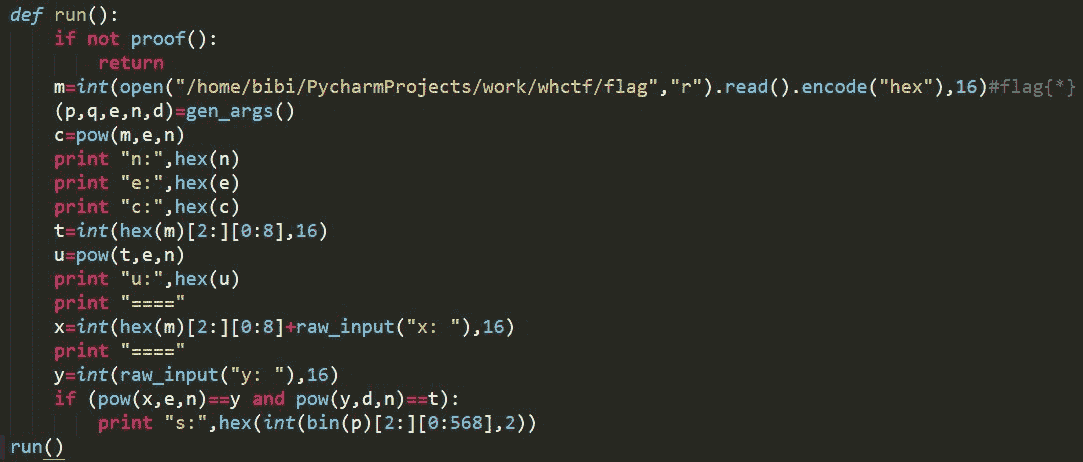 def run():
    if not proof():
        return
    m=int(open("/home/bibi/PycharmProjects/work/whctf/flag","r").read().encode("hex"),16)#flag{*}
    (p,q,e,n,d)=gen_args()
    c=pow(m,e,n)
    print "n:",hex(n)
    print "e:",hex(e)
    print "c:",hex(c)
    t=int(hex(m)[2:][0:8],16)
    u=pow(t,e,n)
    print "u:",hex(u)
    print "===="
    x=int(hex(m)[2:][0:8]+raw_input("x: "),16)
    print "===="
    y=int(raw_input("y: "),16)
    if (pow(x,e,n)==y and pow(y,d,n)==t):
        print "s:",hex(int(bin(p)[2:][0:568],2))
run()